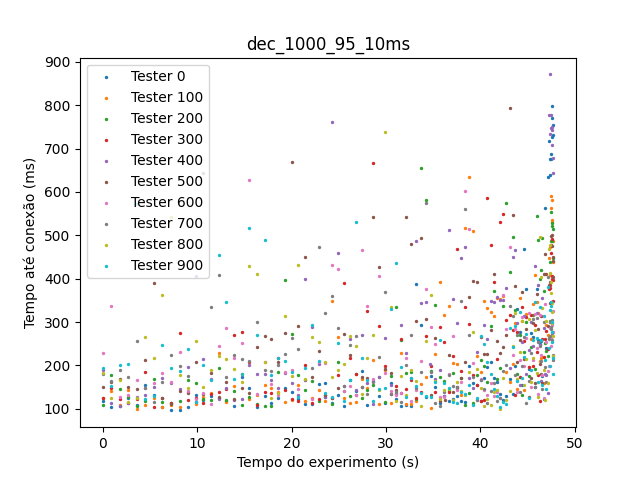 dec_1000_95_10ms
900
800
700
600
500
400
300
200
100
Tempo até conexão (ms)
Tester 0
Tester 100
Tester 200
Tester 300
Tester 400
Tester 500
Tester 600
Tester 700
Tester 800
Tester 900
0 10 20 30 40 50
Tempo do experimento (s)